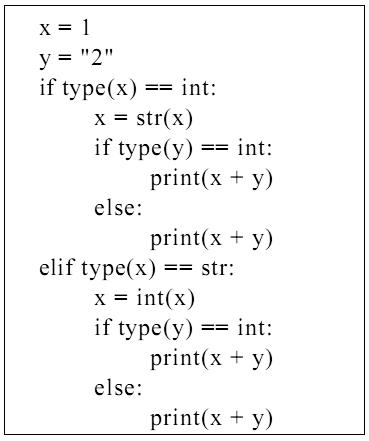 x = 1
y = "2"
if type(x) == int:
x = str(x)
if type(y) == int:
print(x + y)
else:
print(x + y)
elif type(x) == str:
x = int(x)
if type(y) == int:
print(x + y)
else:
print(x + y)